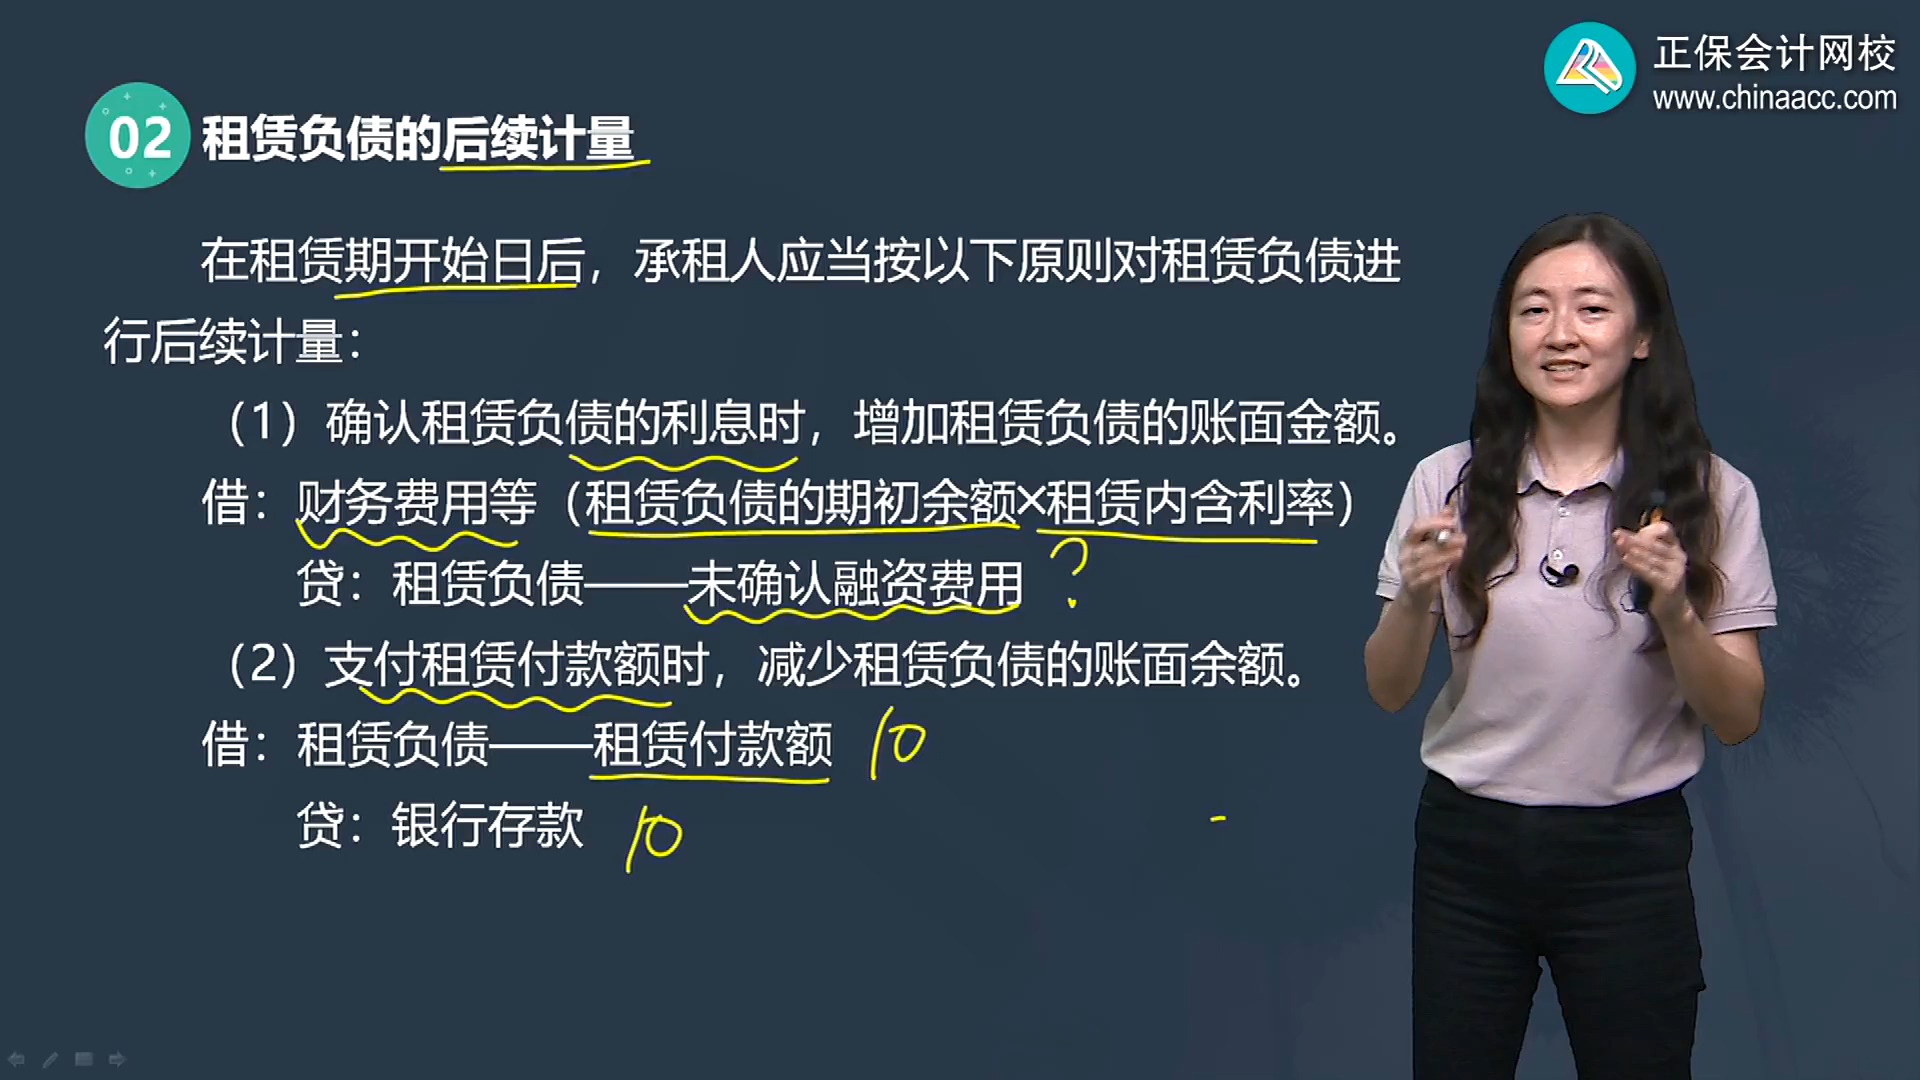 正保会计网校
www.chinaacc.com
02 租赁负债的后续计量
在租赁期开始日后，承租人应当按以下原则对租赁负债进
行后续计量：
（1）确认租赁负债的利息时，增加租赁负债的账面金额。
借：财务费用等（租赁负债的期初余额×租赁内含利率）
贷：租赁负债——未确认融资费用 ?
（2）支付租赁付款额时，减少租赁负债的账面余额。
借：租赁负债——租赁付款额 10
贷：银行存款 10